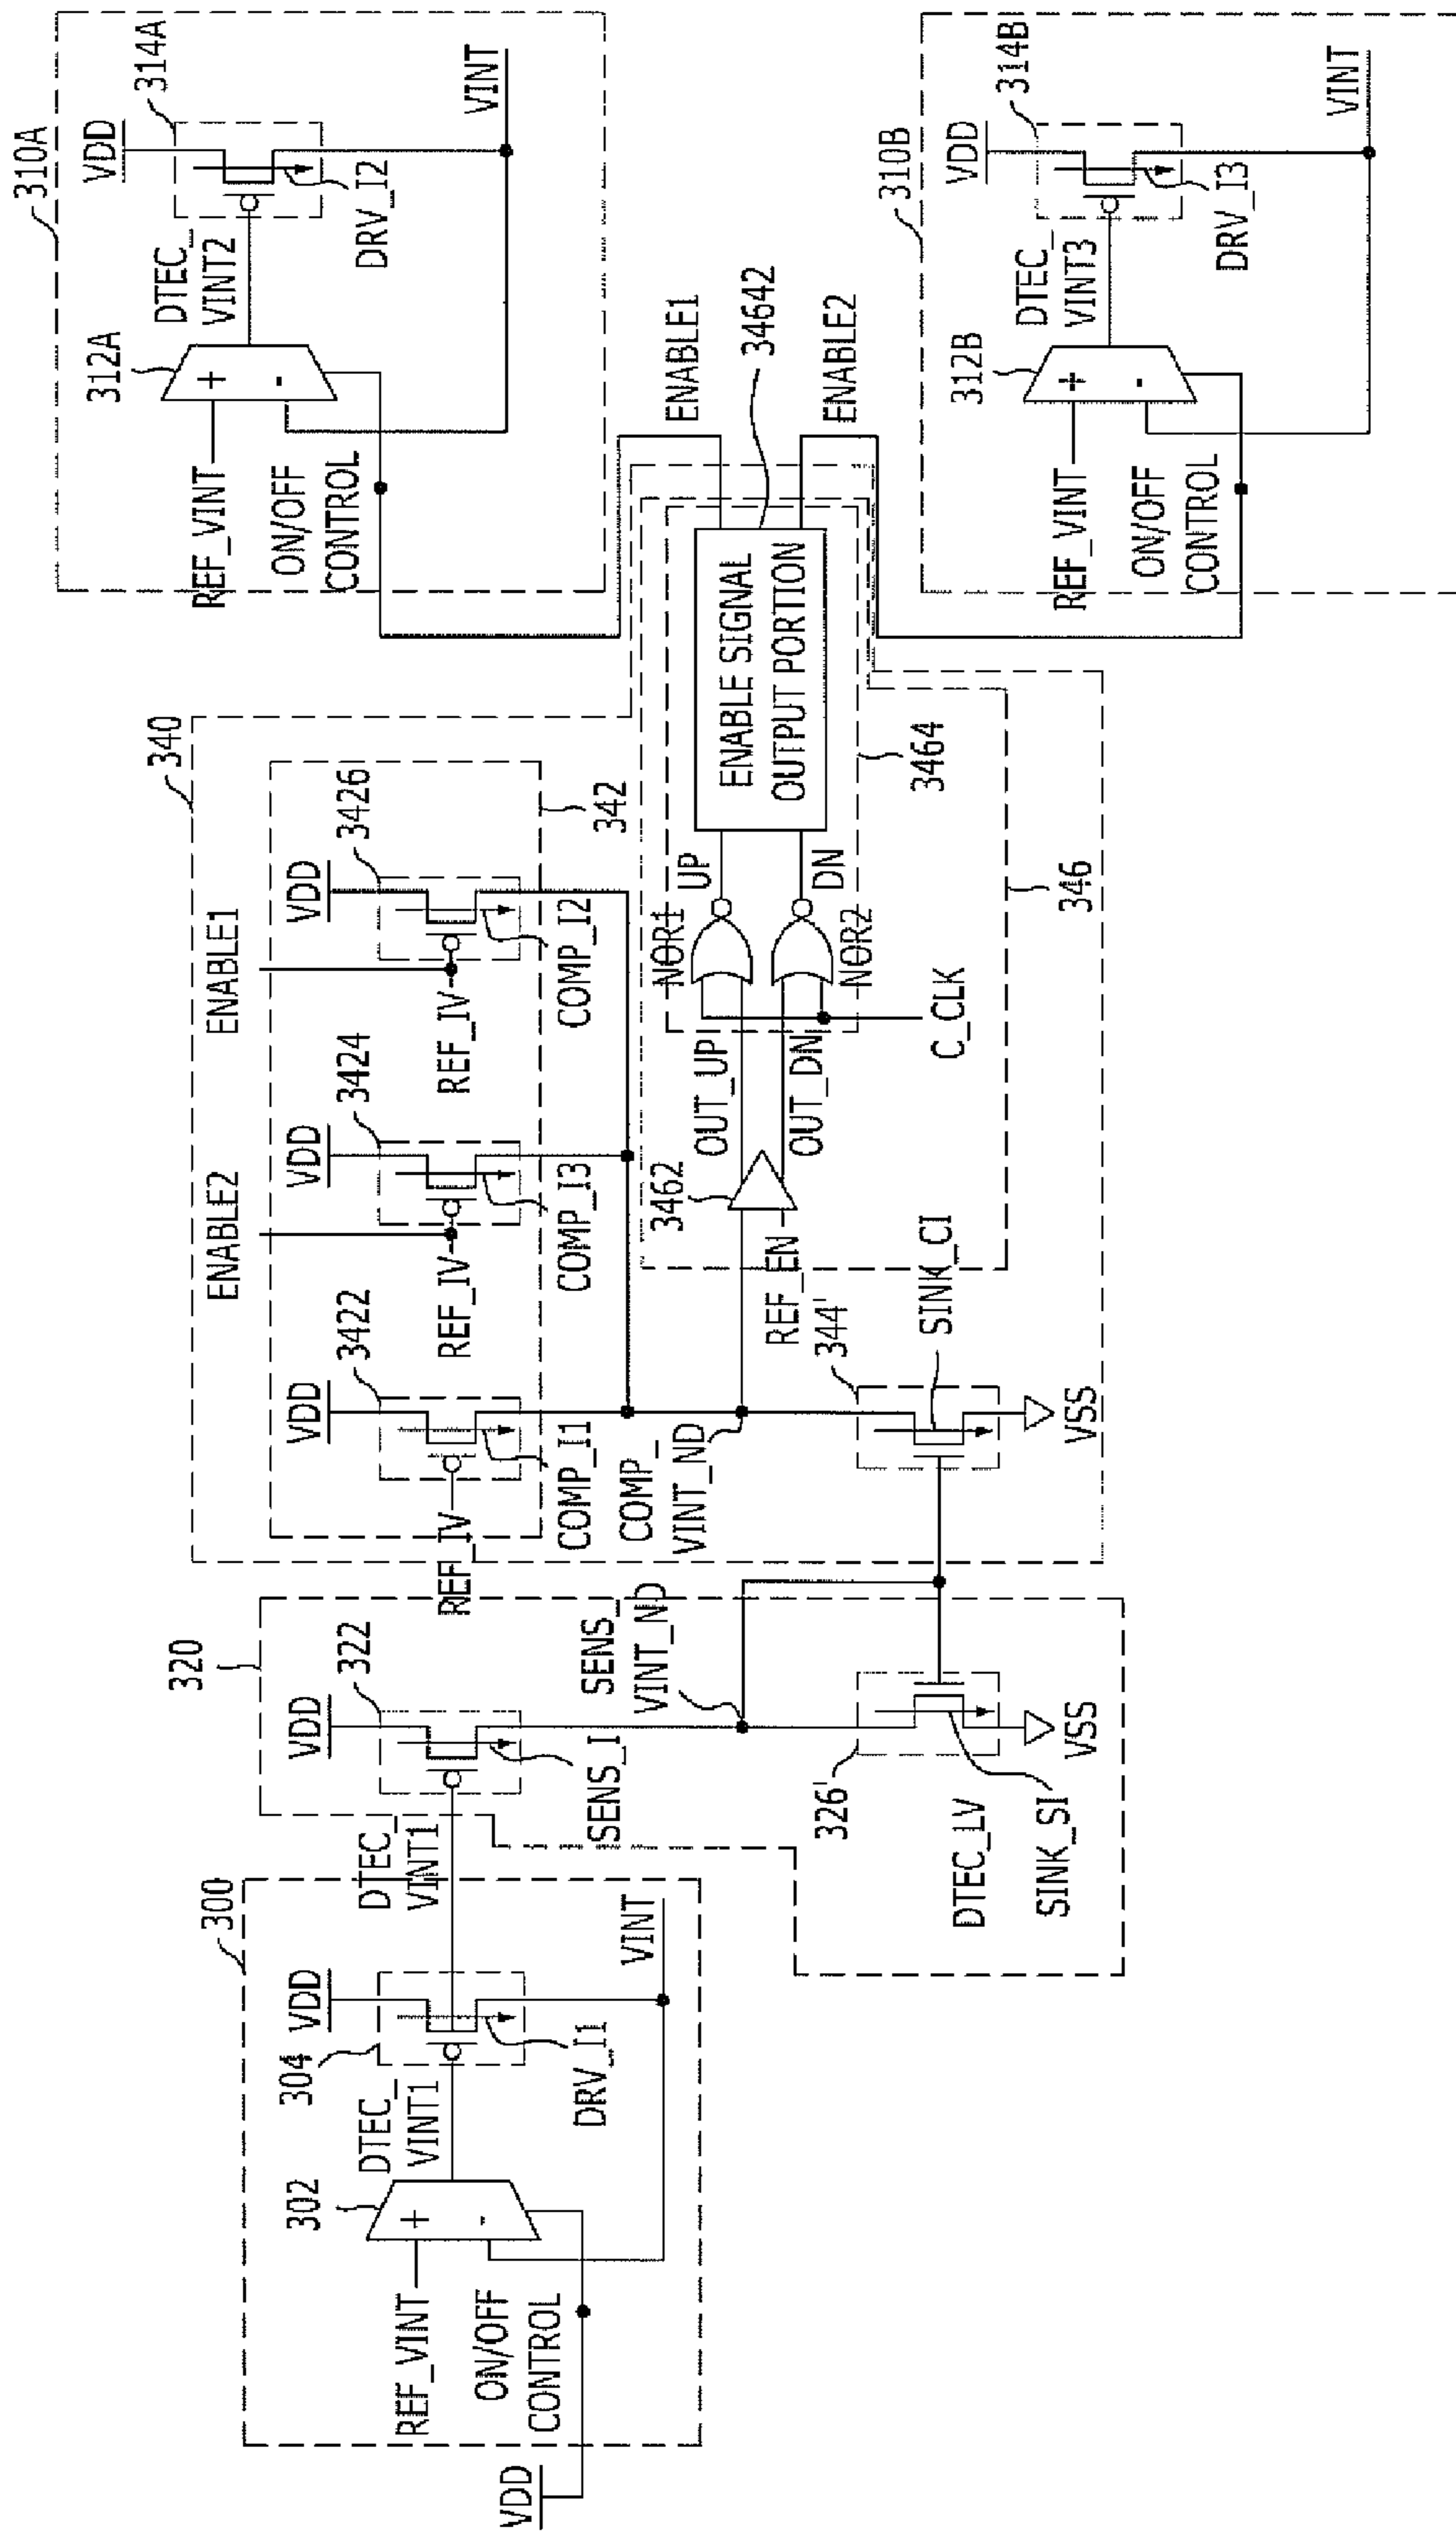 300
302
REF_VINT
+
-
ON/OFF
CONTROL
VDD
DTEC_
VINT1
304
VDD
DRV_I1
VINT
DTEC_
VINT1
320
322
VDD
SENS_I
SENS_
VINT_ND
326'
DTEC_LV
SINK_SI
VSS
340
342
3422
VDD
REF_IV
COMP_I1
ENABLE2
3424
VDD
REF_IV
COMP_I3
ENABLE1
3426
VDD
REF_IV
COMP_I2
COMP_
VINT_ND
344'
SINK_CI
VSS
346
3462
REF_EN
OUT_UP
OUT_DN
C_CLK
3464
NOR1
NOR2
UP
DN
ENABLE SIGNAL
OUTPUT PORTION
34642
ENABLE1
ENABLE2
310A
312A
REF_VINT
+
-
ON/OFF
CONTROL
DTEC_
VINT2
VDD
314A
DRV_I2
VINT
310B
312B
REF_VINT
+
-
ON/OFF
CONTROL
DTEC_
VINT3
VDD
314B
DRV_I3
VINT